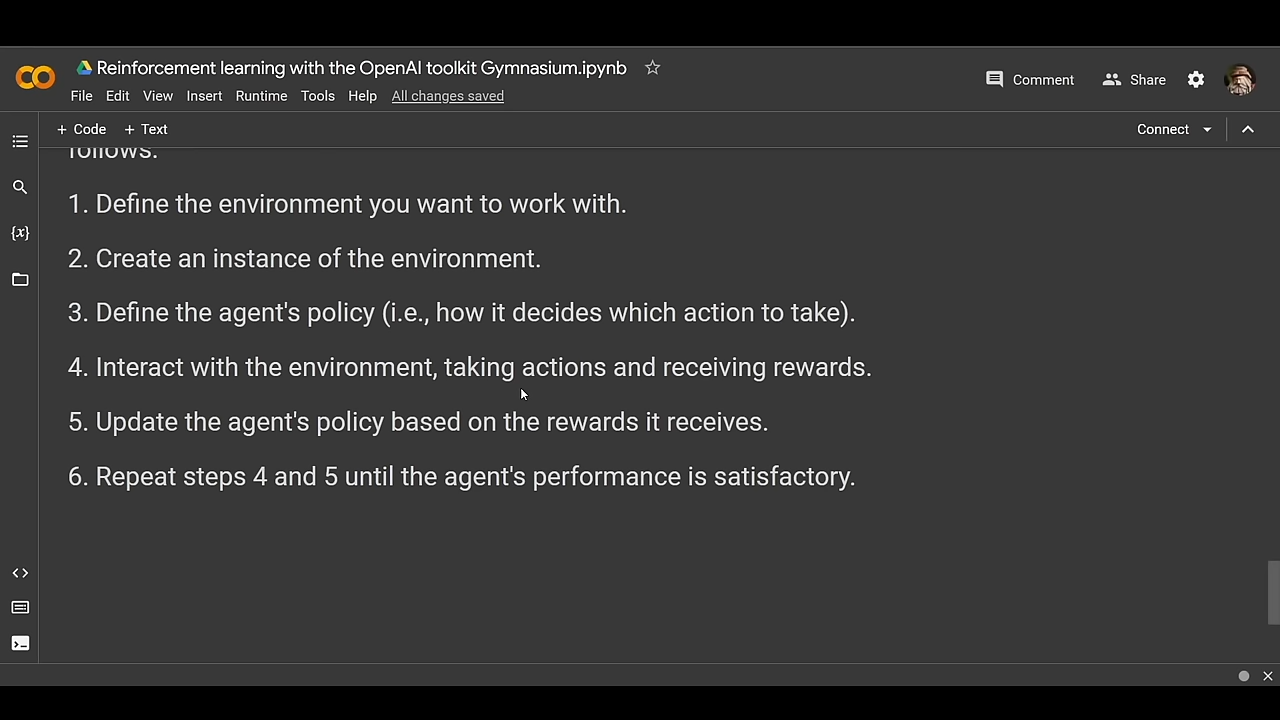 Reinforcement learning with the OpenAI toolkit Gymnasium.ipynb
File Edit View Insert Runtime Tools Help All changes saved
Comment Share
+ Code + Text
Connect
follows:
1. Define the environment you want to work with.
2. Create an instance of the environment.
3. Define the agent's policy (i.e., how it decides which action to take).
4. Interact with the environment, taking actions and receiving rewards.
5. Update the agent's policy based on the rewards it receives.
6. Repeat steps 4 and 5 until the agent's performance is satisfactory.
{x}